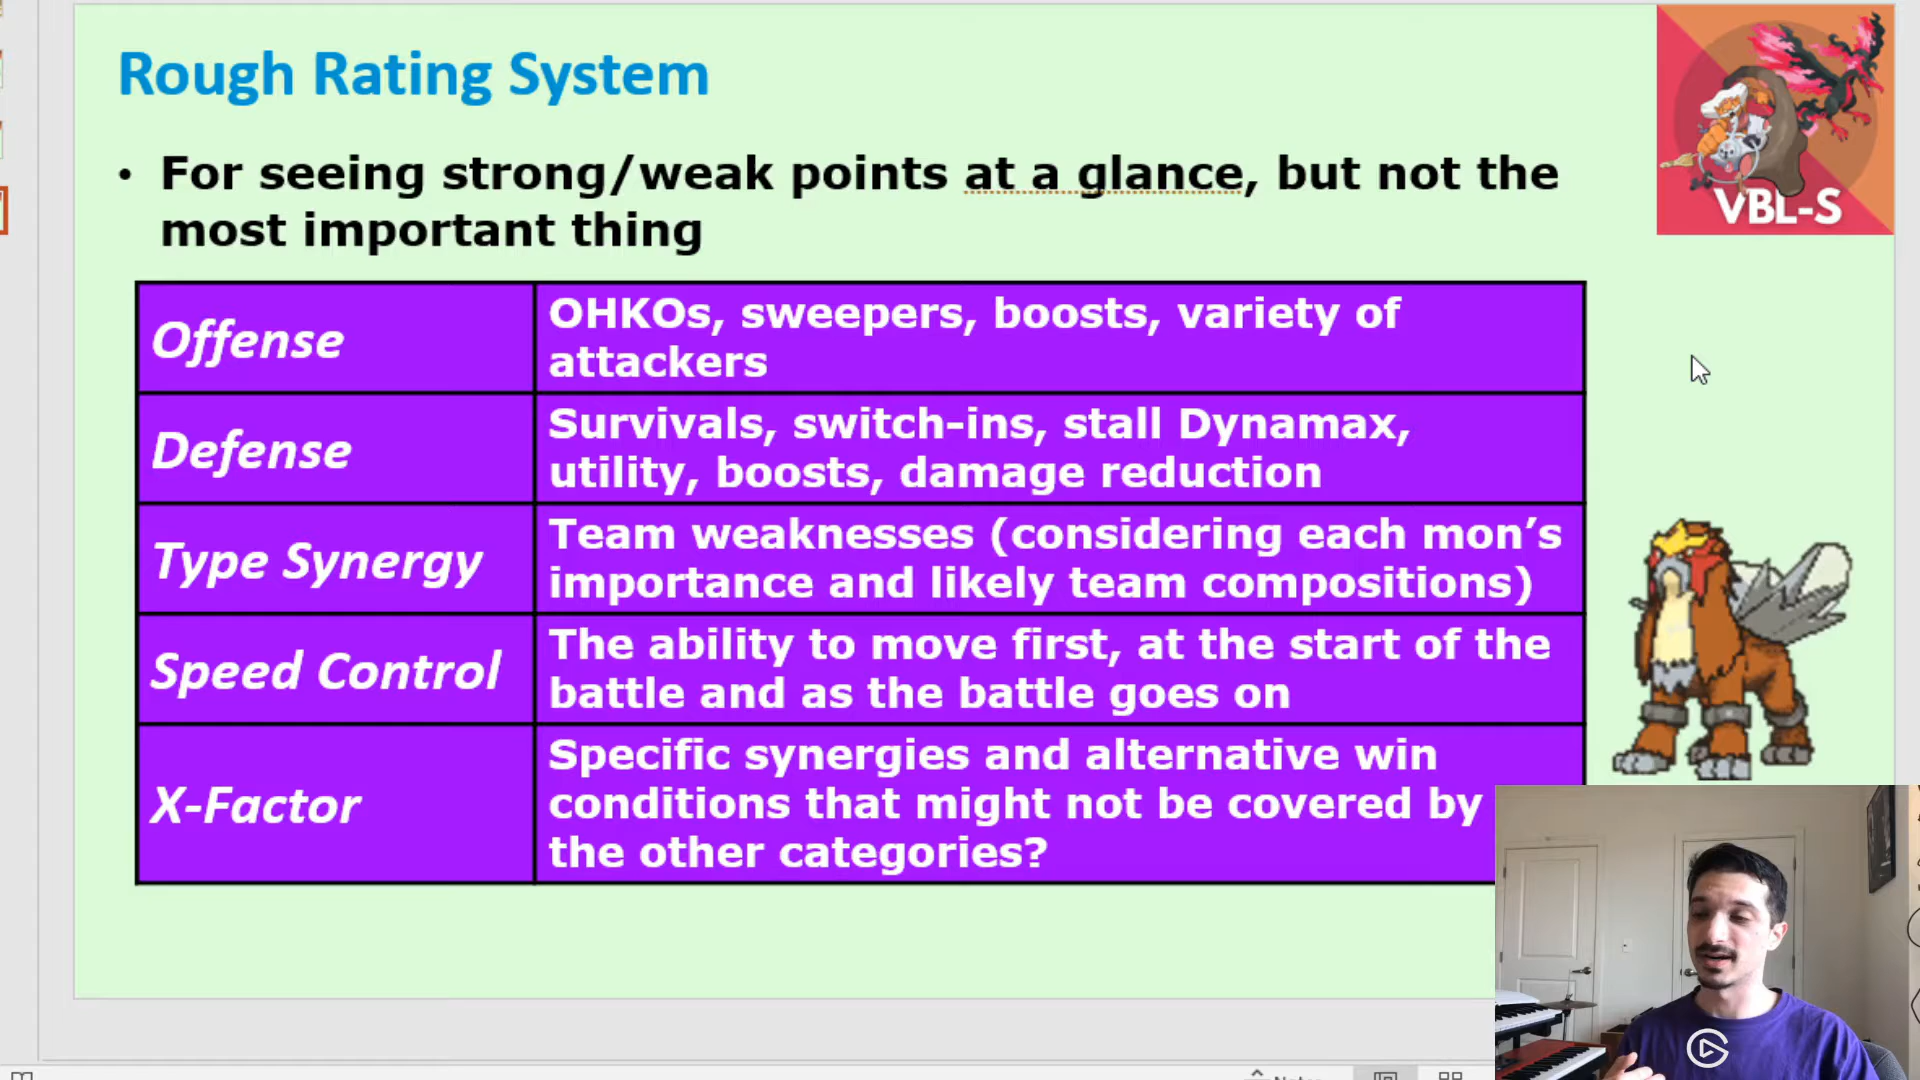 Rough Rating System
• For seeing strong/weak points at a glance, but not the
most important thing
VBL-S
Offense
OHKOs, sweepers, boosts, variety of
attackers
Defense
Survivals, switch-ins, stall Dynamax,
utility, boosts, damage reduction
Type Synergy
Team weaknesses (considering each mon’s
importance and likely team compositions)
Speed Control
The ability to move first, at the start of the
battle and as the battle goes on
X-Factor
Specific synergies and alternative win
conditions that might not be covered by
the other categories?